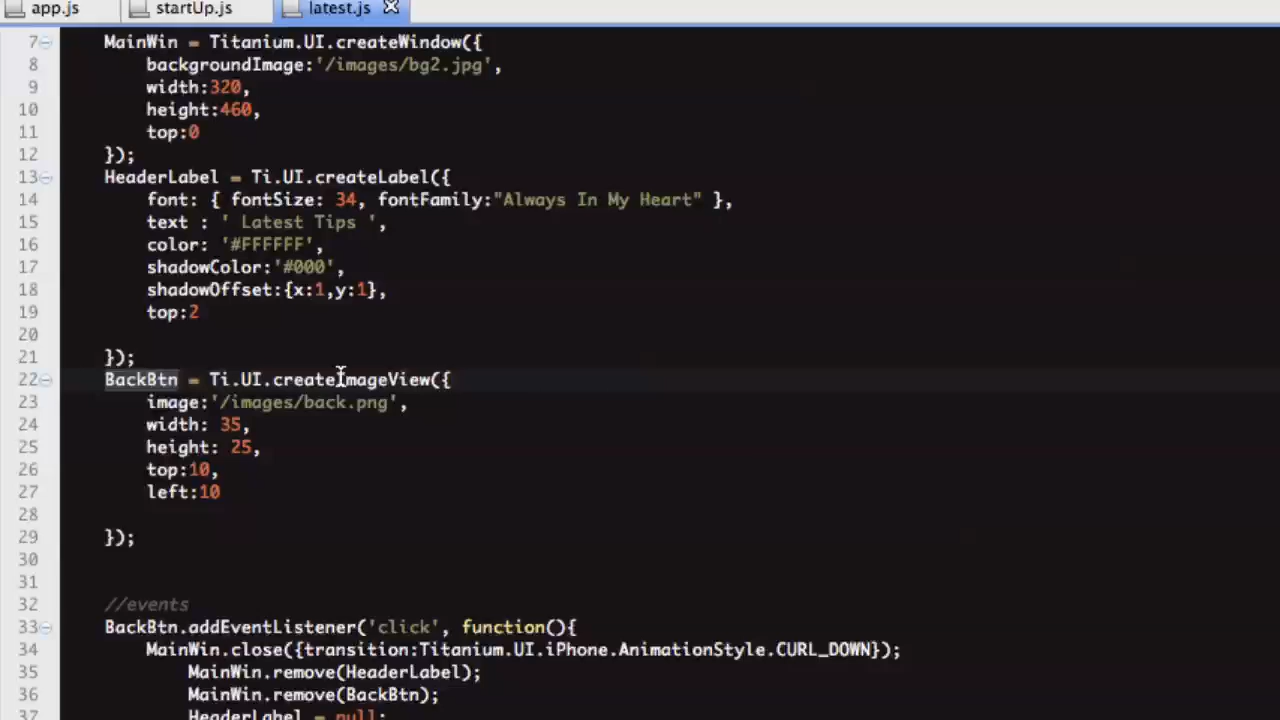 app.js startUp.js latest.js
7 MainWin = Titanium.UI.createWindow({
8 backgroundImage:'/images/bg2.jpg',
9 width:320,
10 height:460,
11 top:0
12 });
13 HeaderLabel = Ti.UI.createLabel({
14 font: { fontSize: 34, fontFamily:"Always In My Heart" },
15 text : ' Latest Tips ',
16 color: '#FFFFFF',
17 shadowColor:'#000',
18 shadowOffset:{x:1,y:1},
19 top:2
20
21 });
22 BackBtn = Ti.UI.createImageView({
23 image:'/images/back.png',
24 width: 35,
25 height: 25,
26 top:10,
27 left:10
28
29 });
30
31
32 //events
33 BackBtn.addEventListener('click', function(){
34 MainWin.close({transition:Titanium.UI.iPhone.AnimationStyle.CURL_DOWN});
35 MainWin.remove(HeaderLabel);
36 MainWin.remove(BackBtn);
37 HeaderLabel = null;